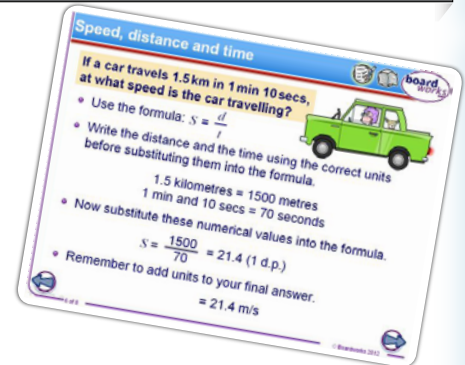 Speed, distance and time
board
works
If a car travels 1.5 km in 1 min 10 secs,
at what speed is the car travelling?
• Use the formula: S = d/t
• Write the distance and the time using the correct units
before substituting them into the formula.
1.5 kilometres = 1500 metres
1 min and 10 secs = 70 seconds
• Now substitute these numerical values into the formula.
S = 1500/70 = 21.4 (1 d.p.)
• Remember to add units to your final answer.
= 21.4 m/s
© Boardworks 2012